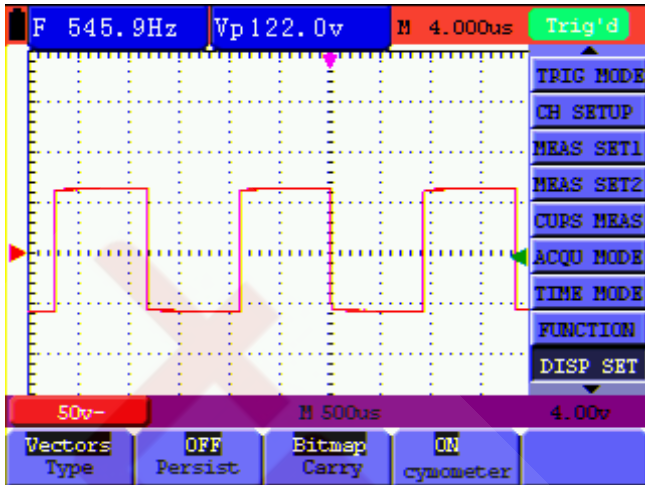 F 545.9Hz Vp122.0v M 4.000us Trig'd
TRIG MODE
CH SETUP
MEAS SET1
MEAS SET2
CURS MEAS
ACQU MODE
TIME MODE
FUNCTION
DISP SET
50v~ M 500us 4.00v
Vectors OFF Bitmap ON
Type Persist Carry cymometer